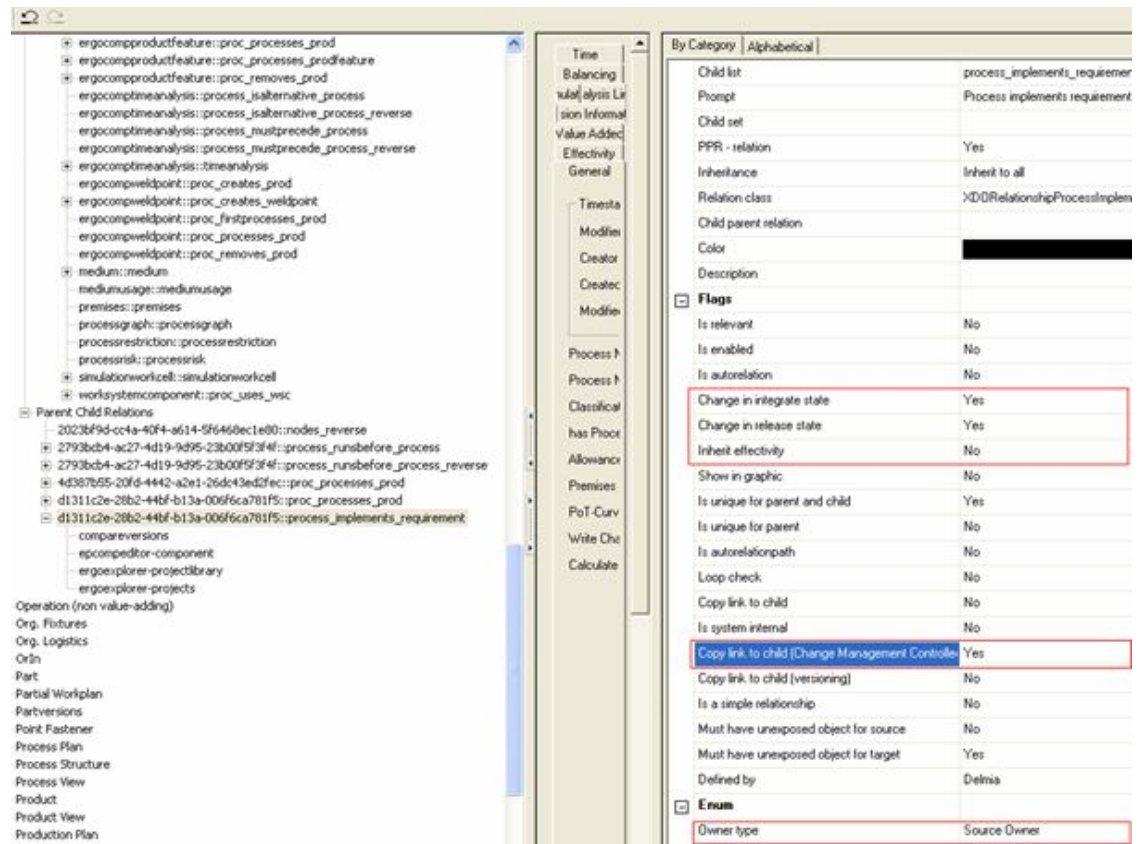 ergocompproductfeature::proc_processes_prod
ergocompproductfeature::proc_processes_prodfeature
ergocompproductfeature::proc_removes_prod
ergocomptimeanalysis::process_isalternative_process
ergocomptimeanalysis::process_isalternative_process_reverse
ergocomptimeanalysis::process_mustprecede_process
ergocomptimeanalysis::process_mustprecede_process_reverse
ergocomptimeanalysis::timeanalysis
ergocompweldpoint::proc_creates_prod
ergocompweldpoint::proc_creates_weldpoint
ergocompweldpoint::proc_firstprocesses_prod
ergocompweldpoint::proc_processes_prod
ergocompweldpoint::proc_removes_prod
medium::medium
mediumusage::mediumusage
premises::premises
processgraph::processgraph
processrestriction::processrestriction
processrisk::processrisk
simulationworkcell::simulationworkcell
worksystemcomponent::proc_uses_wsc
Parent Child Relations
2023bf9d-cc4a-40f4-a614-5f6468ec1e80::nodes_reverse
2793bcb4-ac27-4d19-9d95-23b00f5f3f4f::process_runsbefore_process
2793bcb4-ac27-4d19-9d95-23b00f5f3f4f::process_runsbefore_process_reverse
4d387b55-20fd-4442-a2e1-26dc43ed2fec::proc_processes_prod
d1311c2e-28b2-44bf-b13a-006f6ca781f5::proc_processes_prod
d1311c2e-28b2-44bf-b13a-006f6ca781f5::process_implements_requirement
compareversions
epcompeditor-component
ergoexplorer-projectlibrary
ergoexplorer-projects
Operation (non value-adding)
Org. Fixtures
Org. Logistics
OrIn
Part
Partial Workplan
Partversions
Point Fastener
Process Plan
Process Structure
Process View
Product
Product View
Production Plan
Time
Balancing
nulat alysis Lin
sion Informat
Value Added
Effectivity
General
Timesta
Modifie
Creator
Created
Modifie
Process N
Process N
Classificat
has Proce
Allowance
Premises
PoT-Curv
Write Cha
Calculate
By Category Alphabetical
Child list process_implements_requiremen
Prompt Process implements requirement
Child set
PPR - relation Yes
Inheritance Inherit to all
Relation class XDORelationshipProcessImplem
Child parent relation
Color
Description
Flags
Is relevant No
Is enabled No
Is autorelation No
Change in integrate state Yes
Change in release state Yes
Inherit effectivity No
Show in graphic No
Is unique for parent and child Yes
Is unique for parent No
Is autorelationpath No
Loop check No
Copy link to child No
Is system internal No
Copy link to child (Change Management Controlle Yes
Copy link to child (versioning) No
Is a simple relationship No
Must have unexposed object for source No
Must have unexposed object for target Yes
Defined by Delmia
Enum
Owner type Source Owner